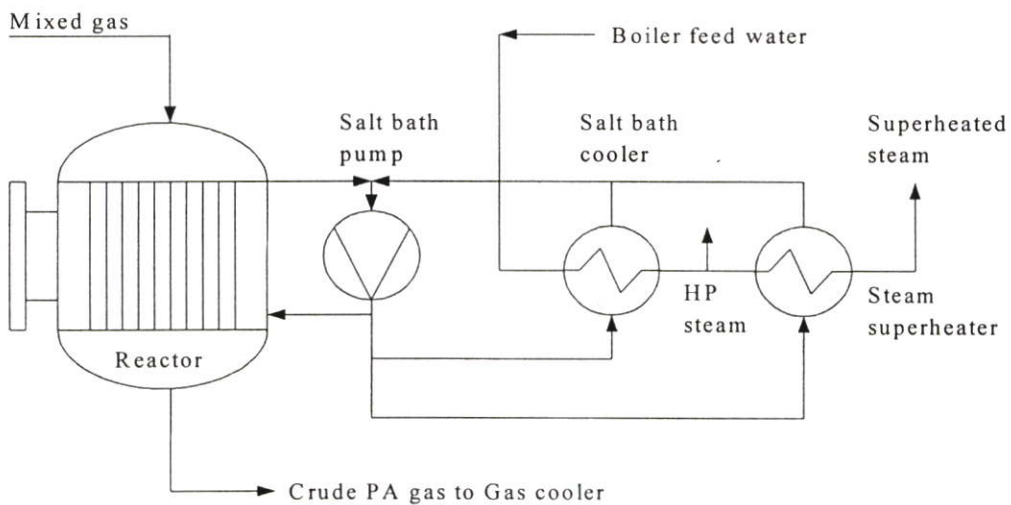 Mixed gas
Boiler feed water
Salt bath
pump
Salt bath
cooler
Superheated
steam
HP
steam
Steam
superheater
Reactor
Crude PA gas to Gas cooler